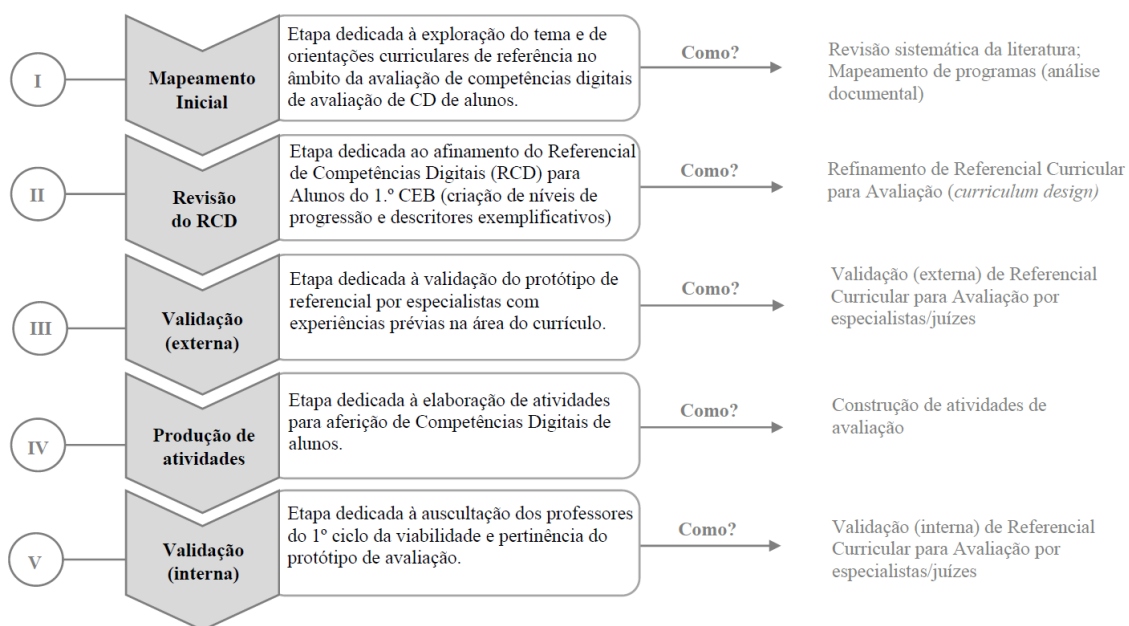 I
Mapeamento
Inicial
Etapa dedicada à exploração do tema e de
orientações curriculares de referência no
âmbito da avaliação de competências digitais
de avaliação de CD de alunos.
Como?
Revisão sistemática da literatura;
Mapeamento de programas (análise
documental)
II
Revisão
do RCD
Etapa dedicada ao afinamento do Referencial
de Competências Digitais (RCD) para
Alunos do 1.º CEB (criação de níveis de
progressão e descritores exemplificativos)
Como?
Refinamento de Referencial Curricular
para Avaliação (curriculum design)
III
Validação
(externa)
Etapa dedicada à validação do protótipo de
referencial por especialistas com
experiências prévias na área do currículo.
Como?
Validação (externa) de Referencial
Curricular para Avaliação por
especialistas/juízes
IV
Produção de
atividades
Etapa dedicada à elaboração de atividades
para aferição de Competências Digitais de
alunos.
Como?
Construção de atividades de
avaliação
V
Validação
(interna)
Etapa dedicada à auscultação dos professores
do 1º ciclo da viabilidade e pertinência do
protótipo de avaliação.
Como?
Validação (interna) de Referencial
Curricular para Avaliação por
especialistas/juízes